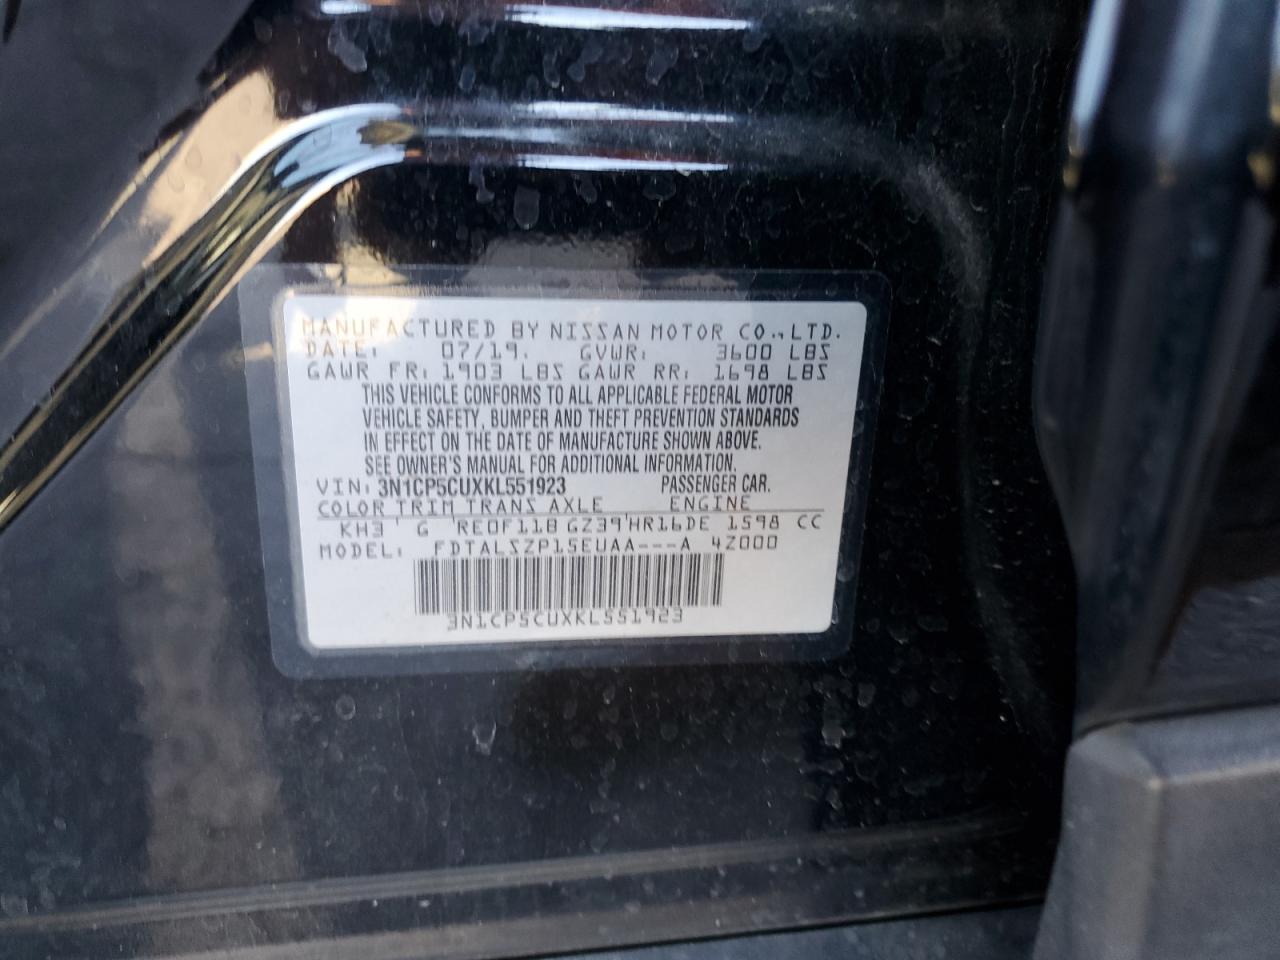 MANUFACTURED BY NISSAN MOTOR CO., LTD.
DATE: 07/19. GVWR: 3600 LBS
GAWR FR: 1903 LBS GAWR RR: 1698 LBS
THIS VEHICLE CONFORMS TO ALL APPLICABLE FEDERAL MOTOR
VEHICLE SAFETY, BUMPER AND THEFT PREVENTION STANDARDS
IN EFFECT ON THE DATE OF MANUFACTURE SHOWN ABOVE.
SEE OWNER'S MANUAL FOR ADDITIONAL INFORMATION.
VIN: 3N1CP5CUXKL551923 PASSENGER CAR.
COLOR TRIM TRANS AXLE ENGINE
KH3 G RE0F11B GZ39 HR16DE 1598 CC
MODEL: FDTALSZP15EUAA---A 4Z000
3N1CP5CUXKL551923